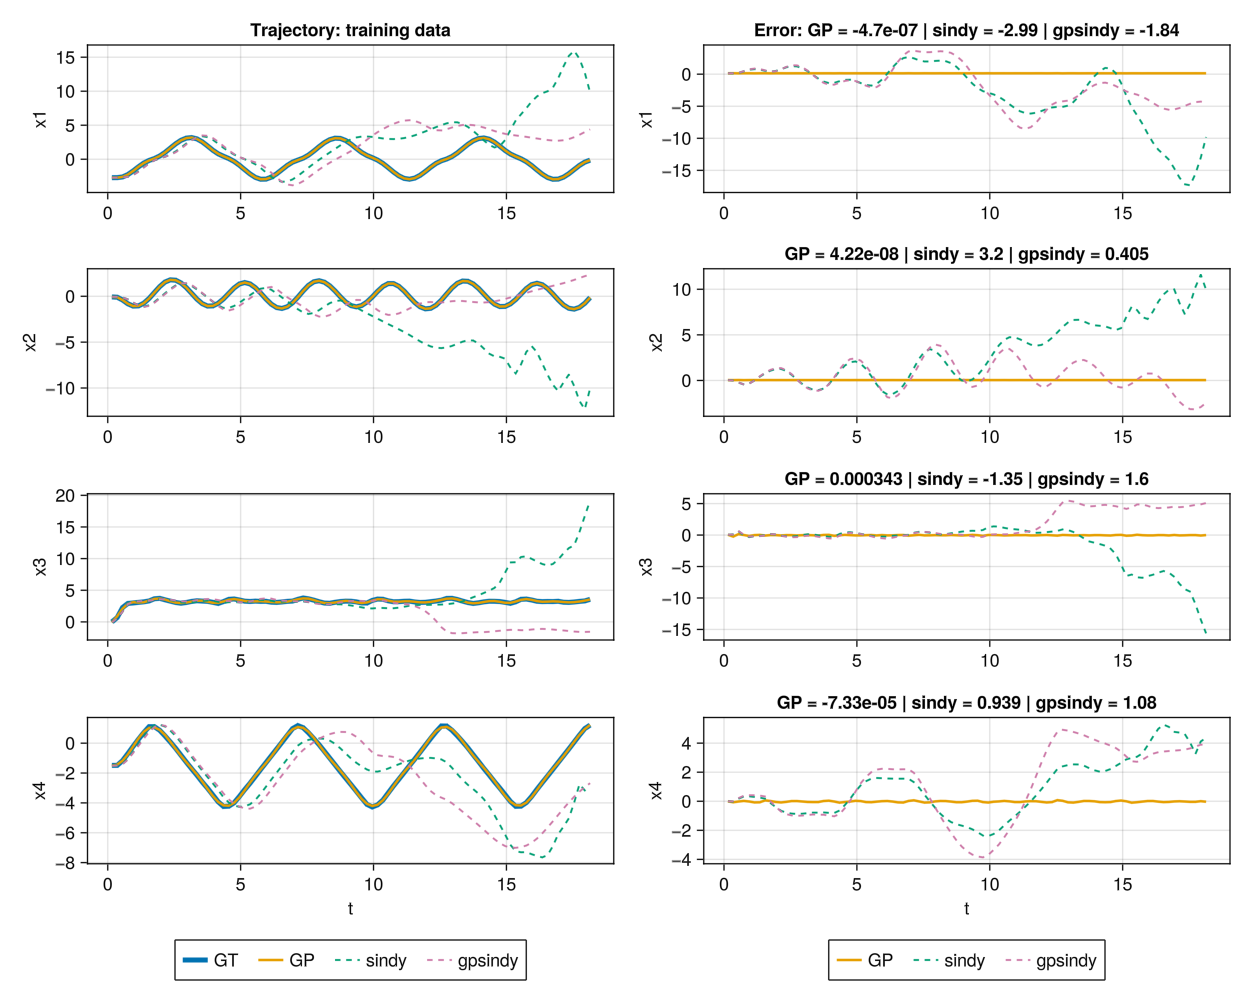 Trajectory: training data
15
10
5
0
x1
0 5 10 15
Error: GP = -4.7e-07 | sindy = -2.99 | gpsindy = -1.84
0
−5
−10
−15
x1
0 5 10 15
0
−5
−10
x2
0 5 10 15
GP = 4.22e-08 | sindy = 3.2 | gpsindy = 0.405
10
5
0
x2
0 5 10 15
20
15
10
5
0
x3
0 5 10 15
GP = 0.000343 | sindy = -1.35 | gpsindy = 1.6
5
0
−5
−10
−15
x3
0 5 10 15
0
−2
−4
−6
−8
x4
0 5 10 15
t
GP = -7.33e-05 | sindy = 0.939 | gpsindy = 1.08
4
2
0
−2
−4
x4
0 5 10 15
t
GT GP sindy gpsindy
GP sindy gpsindy